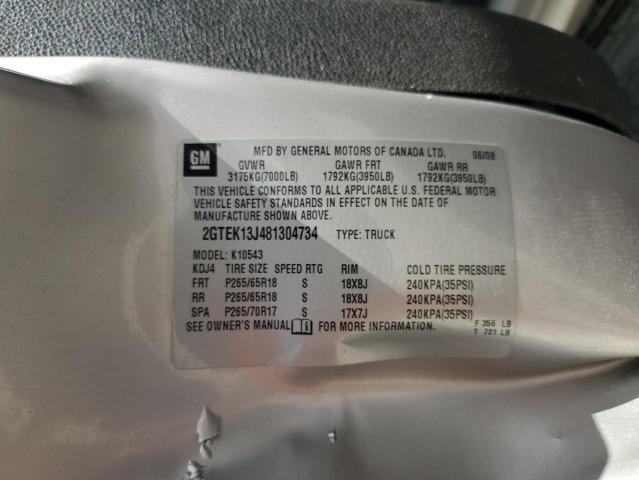 GM
MFD BY GENERAL MOTORS OF CANADA LTD. 06/08
GVWR GAWR FRT GAWR RR
3175KG(7000LB) 1792KG(3950LB) 1792KG(3950LB)
THIS VEHICLE CONFORMS TO ALL APPLICABLE U.S. FEDERAL MOTOR
VEHICLE SAFETY STANDARDS IN EFFECT ON THE DATE OF
MANUFACTURE SHOWN ABOVE.
2GTEK13J481304734 TYPE: TRUCK
MODEL: K10543
KDJ4 TIRE SIZE SPEED RTG RIM COLD TIRE PRESSURE
FRT P265/65R18 S 18X8J 240KPA(35PSI)
RR P265/65R18 S 18X8J 240KPA(35PSI)
SPA P265/70R17 S 17X7J 240KPA(35PSI)
SEE OWNER'S MANUAL FOR MORE INFORMATION. F 356 LB
T 721 LB